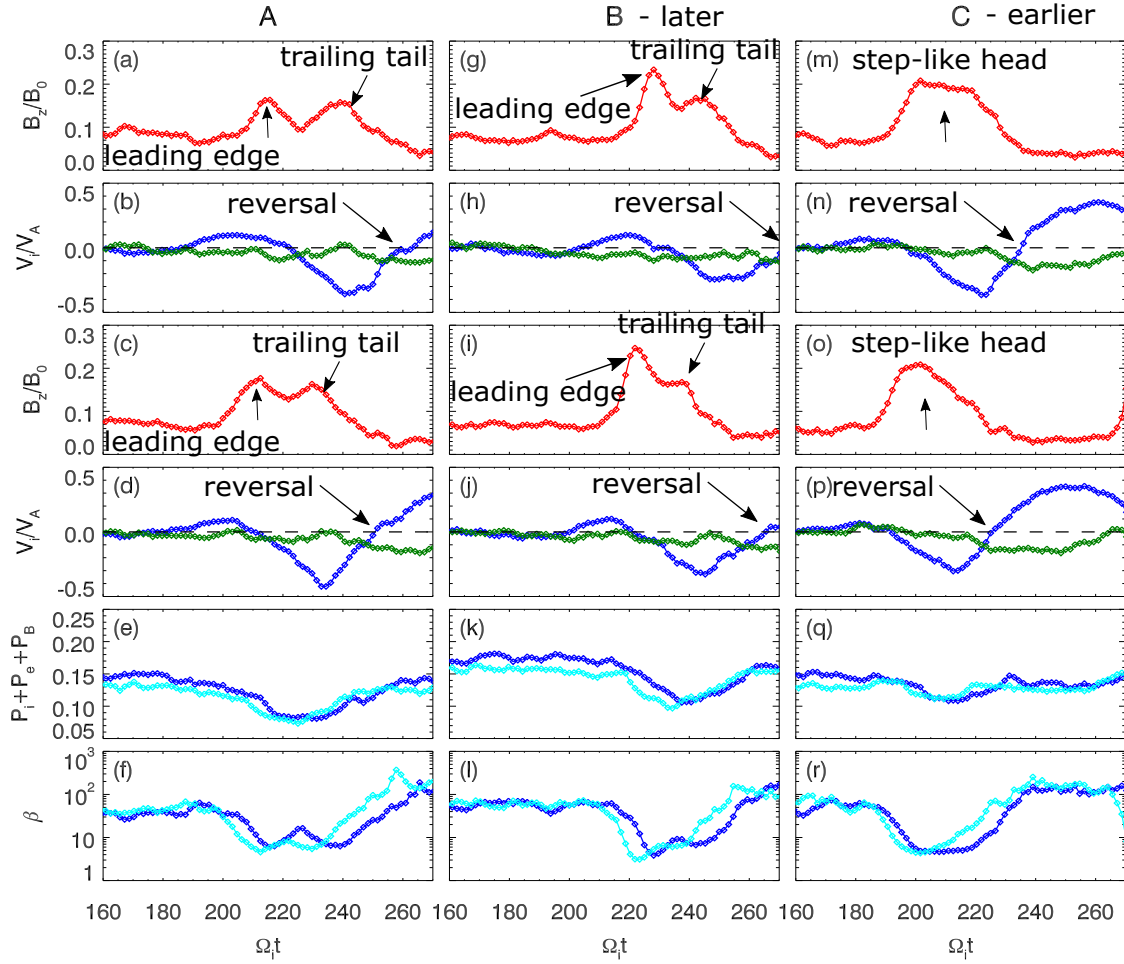 A B - later C - earlier
(a) trailing tail leading edge
(g) leading edge trailing tail
(m) step-like head
B_z/B_0
0.3
0.2
0.1
0.0
(b) reversal
(h) reversal
(n) reversal
V_i/V_A
0.5
0.0
-0.5
(c) trailing tail leading edge
(i) leading edge trailing tail
(o) step-like head
B_z/B_0
0.3
0.2
0.1
0.0
(d) reversal
(j) reversal
(p) reversal
V_i/V_A
0.5
0.0
-0.5
(e) (k) (q)
P_i+P_e+P_B
0.25
0.20
0.15
0.10
0.05
(f) (l) (r)
β
10^3
10^2
10
1
160 180 200 220 240 260 160 180 200 220 240 260 160 180 200 220 240 260
Ω_i t Ω_i t Ω_i t